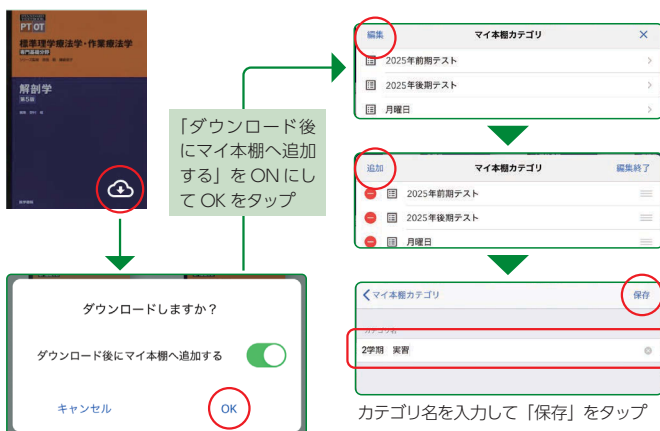 PT OT
標準理学療法学・作業療法学
専門基礎分野
解剖学
第5版
医学書院
「ダウンロード後
にマイ本棚へ追加
する」を ON にし
て OK をタップ
ダウンロードしますか？
ダウンロード後にマイ本棚へ追加する
キャンセル
OK
編集
マイ本棚カテゴリ
×
2025年前期テスト
2025年後期テスト
月曜日
追加
マイ本棚カテゴリ
編集終了
2025年前期テスト
2025年後期テスト
月曜日
マイ本棚カテゴリ
保存
カテゴリ名
2学期 実習
カテゴリ名を入力して「保存」をタップ